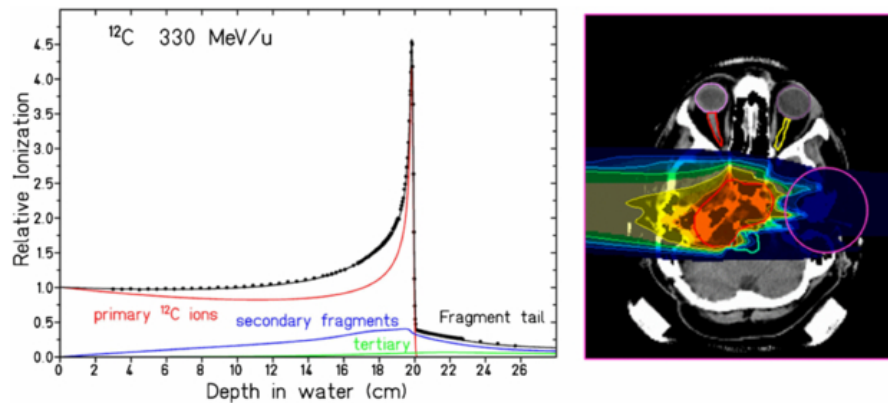 ¹²C 330 MeV/u
Relative Ionization
4.5
4.0
3.5
3.0
2.5
2.0
1.5
1.0
0.5
0.0
primary ¹²C ions
secondary fragments
Fragment tail
tertiary
0 2 4 6 8 10 12 14 16 18 20 22 24 26
Depth in water (cm)